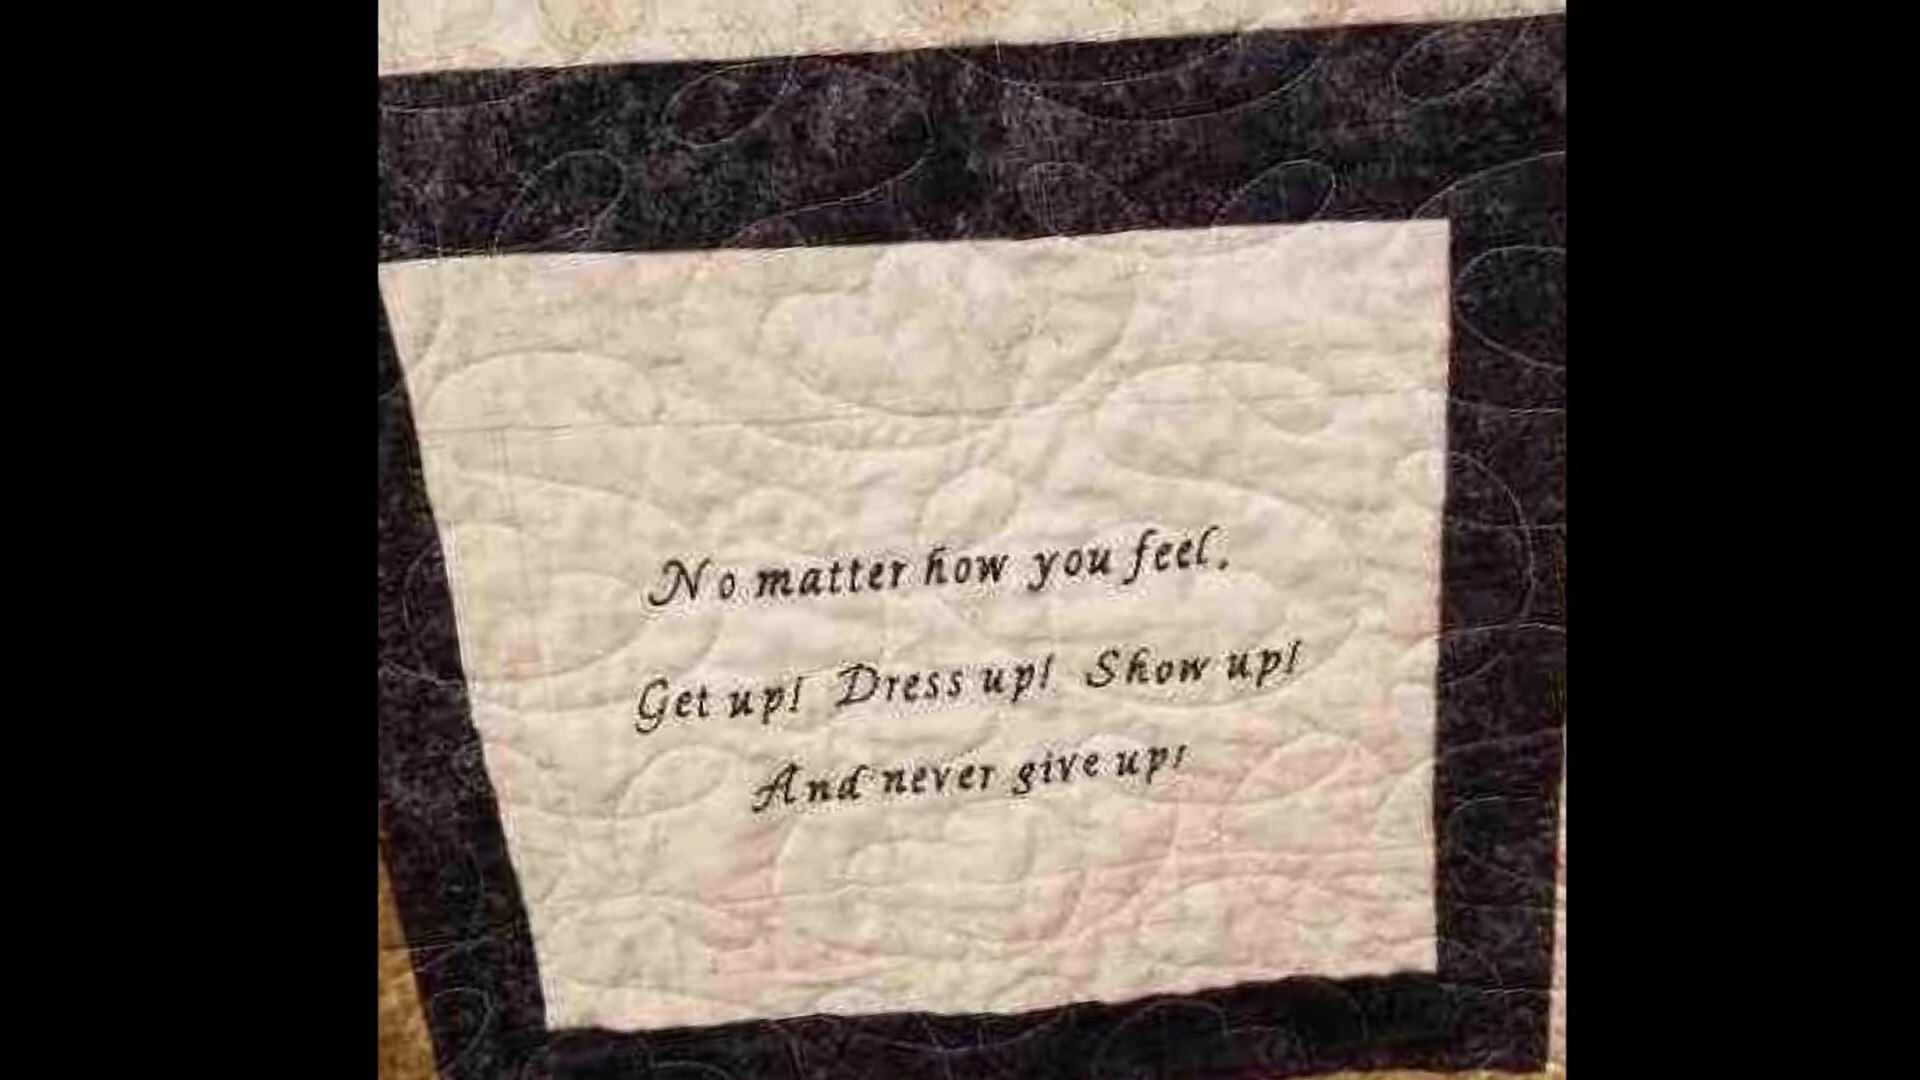 No matter how you feel.
Get up! Dress up! Show up!
And never give up!